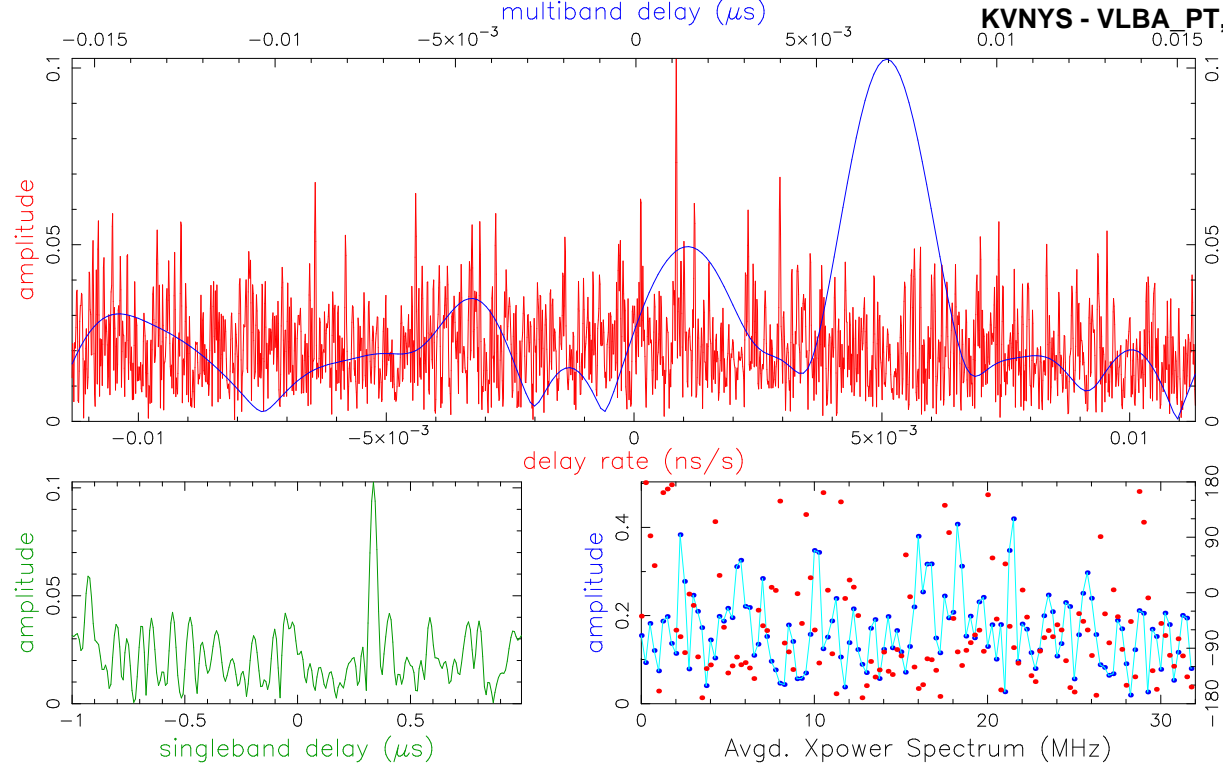 multiband delay (μs)
KVNYS - VLBA_PT,
−0.015 −0.01 −5×10⁻³ 0 5×10⁻³ 0.01 0.015
0.1 0.1
0.05 0.05
0 0
amplitude
−0.01 −5×10⁻³ 0 5×10⁻³ 0.01
delay rate (ns/s)
0.1
0.05
0
amplitude
−1 −0.5 0 0.5
singleband delay (μs)
0.4
0.2
0
amplitude
180
90
0
−90
−180
0 10 20 30
Avgd. Xpower Spectrum (MHz)